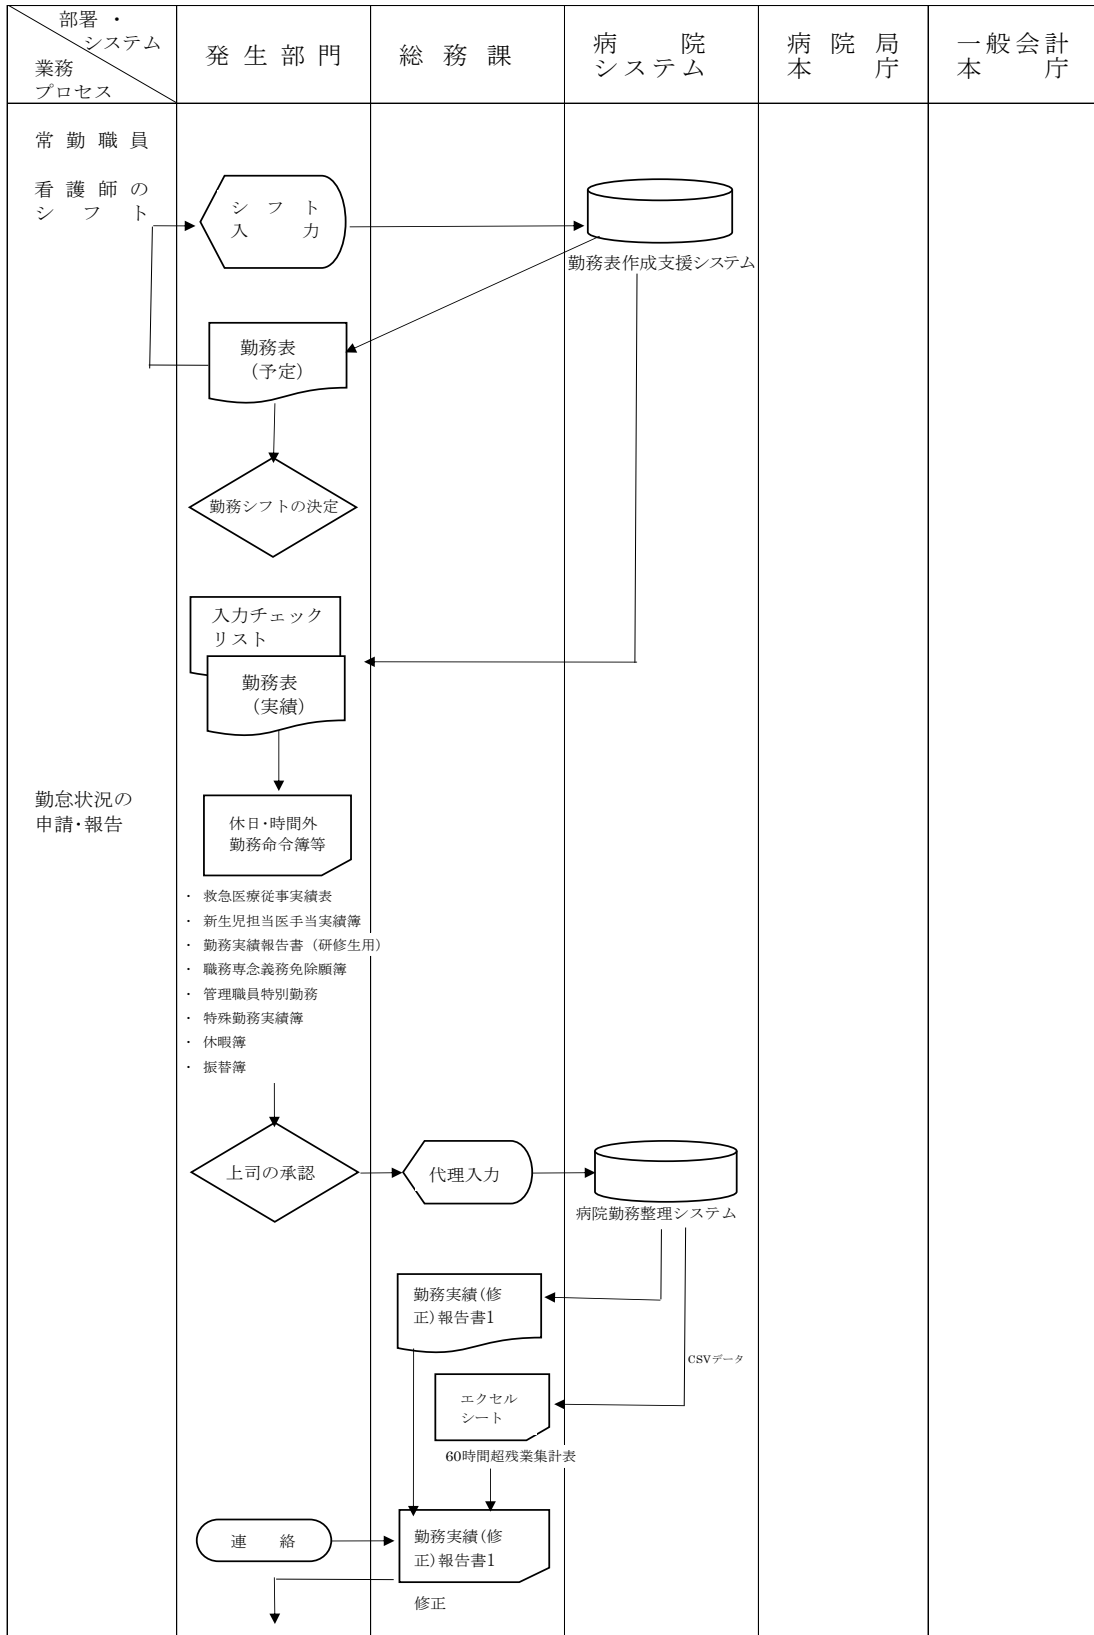 部署・
システム
業務
プロセス
発生部門
総務課
病院
システム
病院局
本庁
一般会計
本庁
常勤職員
看護師の
シフト
シフト
入力
勤務表作成支援システム
勤務表
（予定）
勤務シフトの決定
入力チェック
リスト
勤務表
（実績）
勤怠状況の
申請・報告
休日・時間外
勤務命令簿等
・ 救急医療従事実績表
・ 新生児担当医手当実績簿
・ 勤務実績報告書（研修生用）
・ 職務専念義務免除願簿
・ 管理職員特別勤務
・ 特殊勤務実績簿
・ 休暇簿
・ 振替簿
上司の承認
代理入力
病院勤務整理システム
勤務実績（修
正）報告書1
CSVデータ
エクセル
シート
60時間超残業集計表
連絡
勤務実績（修
正）報告書1
修正